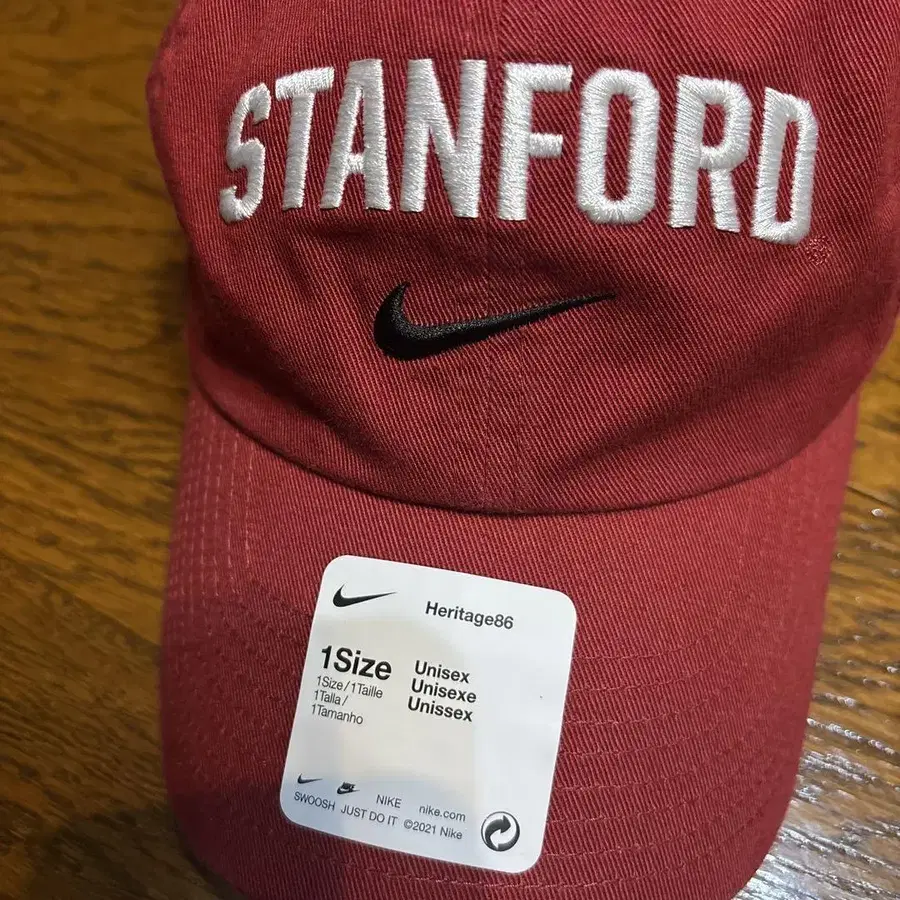 STANFORD
Heritage86
1Size
1Size/1Taille
1Talla/
1Tamanho
Unisex
Unisexe
Unissex
NIKE nike.com
SWOOSH JUST DO IT ©2021 Nike